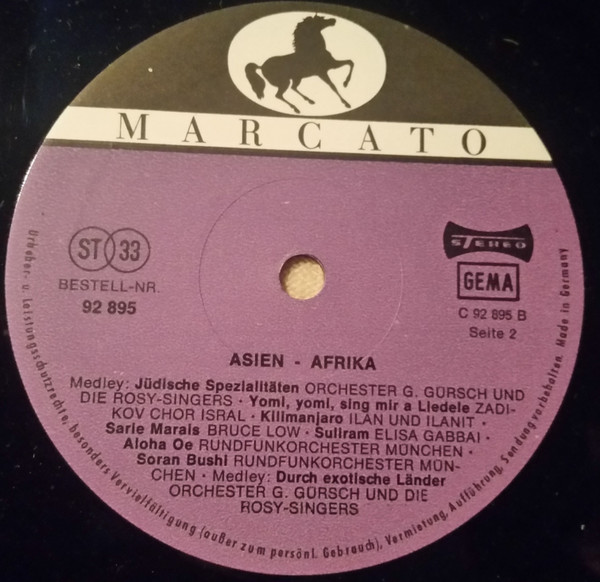 MARCATO
ST 33
STEREO
BESTELL-NR.
GEMA
92 895
C 92 895 B
Seite 2
ASIEN - AFRIKA
Medley: Jüdische Spezialitäten ORCHESTER G. GÜRSCH UND
DIE ROSY-SINGERS · Yomi, yomi, sing mir a Liedele ZADI-
KOV CHOR ISRAL · Kilimanjaro ILAN UND ILANIT ·
Sarie Marais BRUCE LOW · Suliram ELISA GABBAI ·
Aloha Oe RUNDFUNKORCHESTER MÜNCHEN ·
Soran Bushi RUNDFUNKORCHESTER MÜN-
CHEN · Medley: Durch exotische Länder
ORCHESTER G. GÜRSCH UND DIE
ROSY-SINGERS
Urheber- u. Leistungsschutzrechte, besonders Vervielfältigung (außer zum persönl. Gebrauch), Vermietung, Aufführung, Sendung vorbehalten. Made in Germany